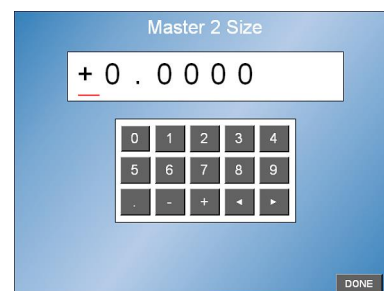 Master 2 Size
+0.0000
0 1 2 3 4
5 6 7 8 9
. - + ◄ ►
DONE